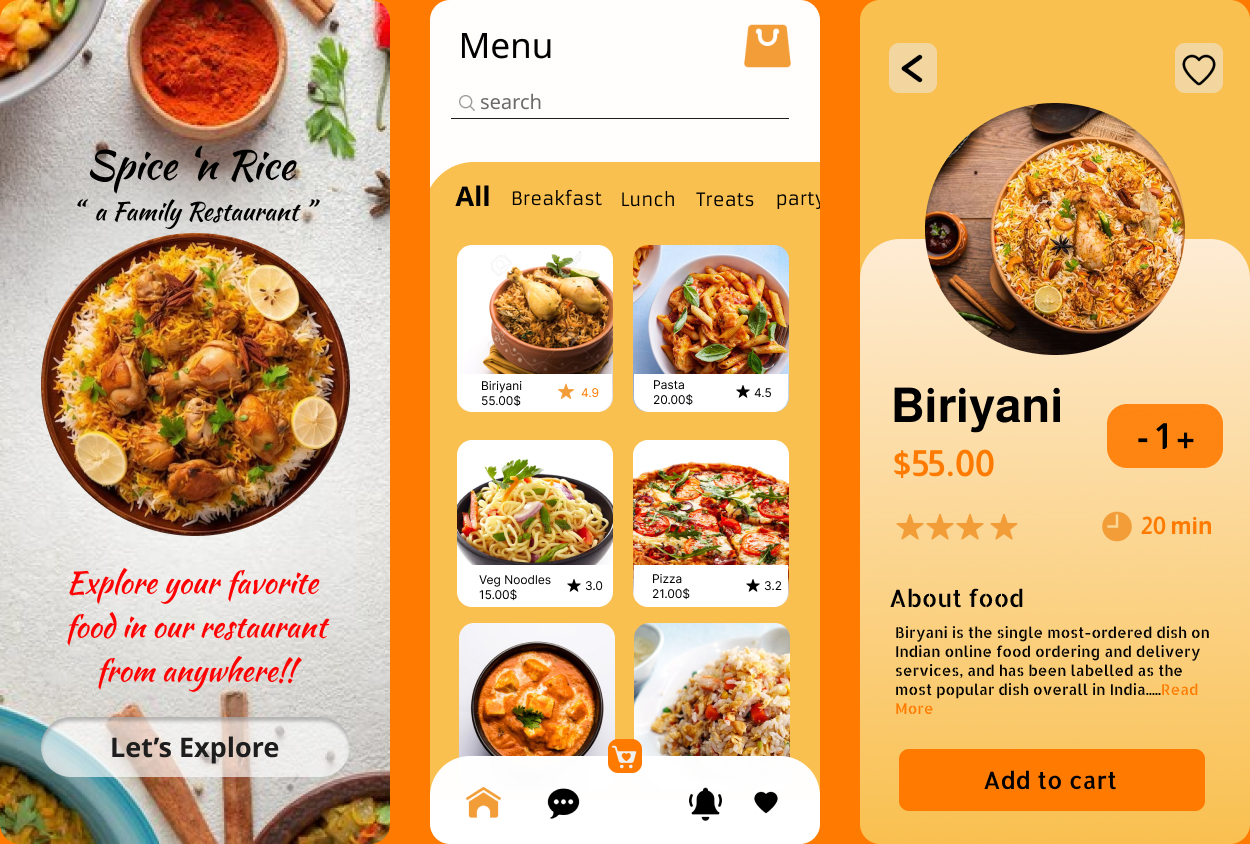 Spice ‘n Rice
“ a Family Restaurant ”
Explore your favorite
food in our restaurant
from anywhere!!
Let’s Explore
Menu
search
All Breakfast Lunch Treats party
Biriyani
55.00$
4.9
Pasta
20.00$
4.5
Veg Noodles
15.00$
3.0
Pizza
21.00$
3.2
Biriyani
$55.00
- 1 +
20 min
About food
Biryani is the single most-ordered dish on
Indian online food ordering and delivery
services, and has been labelled as the
most popular dish overall in India.....Read
More
Add to cart